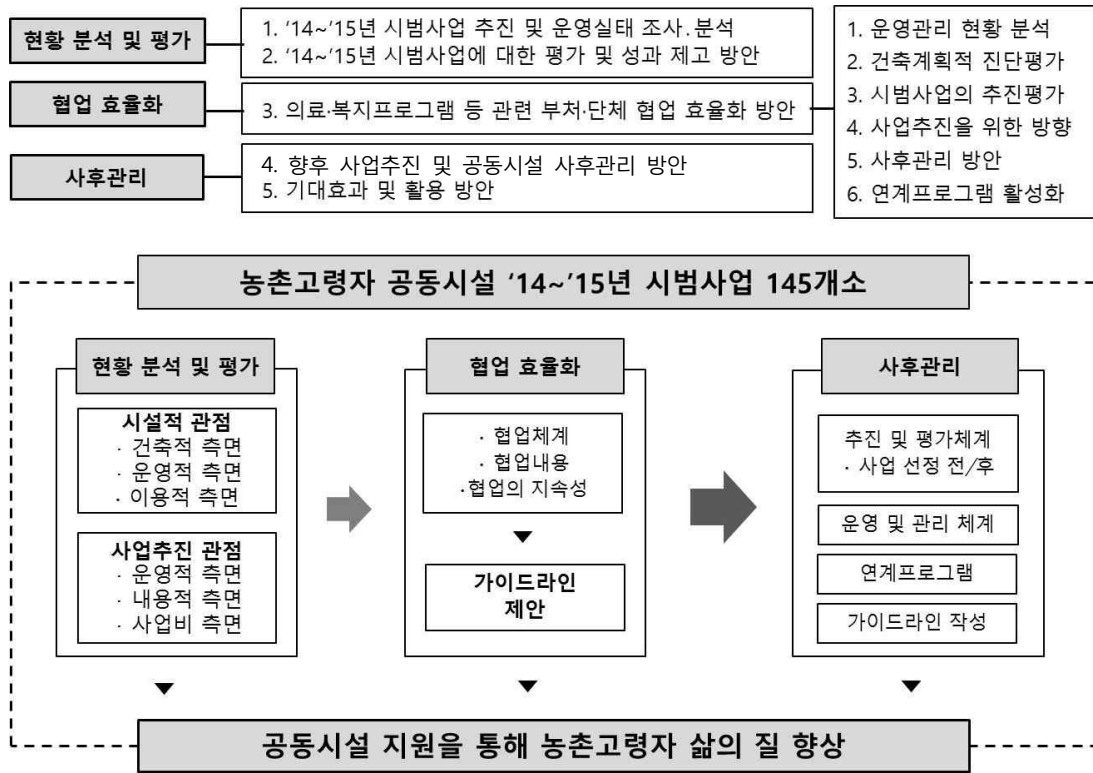 현황 분석 및 평가
1. ‘14~’15년 시범사업 추진 및 운영실태 조사.분석
2. ‘14~’15년 시범사업에 대한 평가 및 성과 제고 방안
협업 효율화
3. 의료·복지프로그램 등 관련 부처·단체 협업 효율화 방안
사후관리
4. 향후 사업추진 및 공동시설 사후관리 방안
5. 기대효과 및 활용 방안
1. 운영관리 현황 분석
2. 건축계획적 진단평가
3. 시범사업의 추진평가
4. 사업추진을 위한 방향
5. 사후관리 방안
6. 연계프로그램 활성화
농촌고령자 공동시설 ‘14~’15년 시범사업 145개소
현황 분석 및 평가
시설적 관점
· 건축적 측면
· 운영적 측면
· 이용적 측면
사업추진 관점
· 운영적 측면
· 내용적 측면
· 사업비 측면
협업 효율화
· 협업체계
· 협업내용
·협업의 지속성
가이드라인
제안
사후관리
추진 및 평가체계
· 사업 선정 전/후
운영 및 관리 체계
연계프로그램
가이드라인 작성
공동시설 지원을 통해 농촌고령자 삶의 질 향상